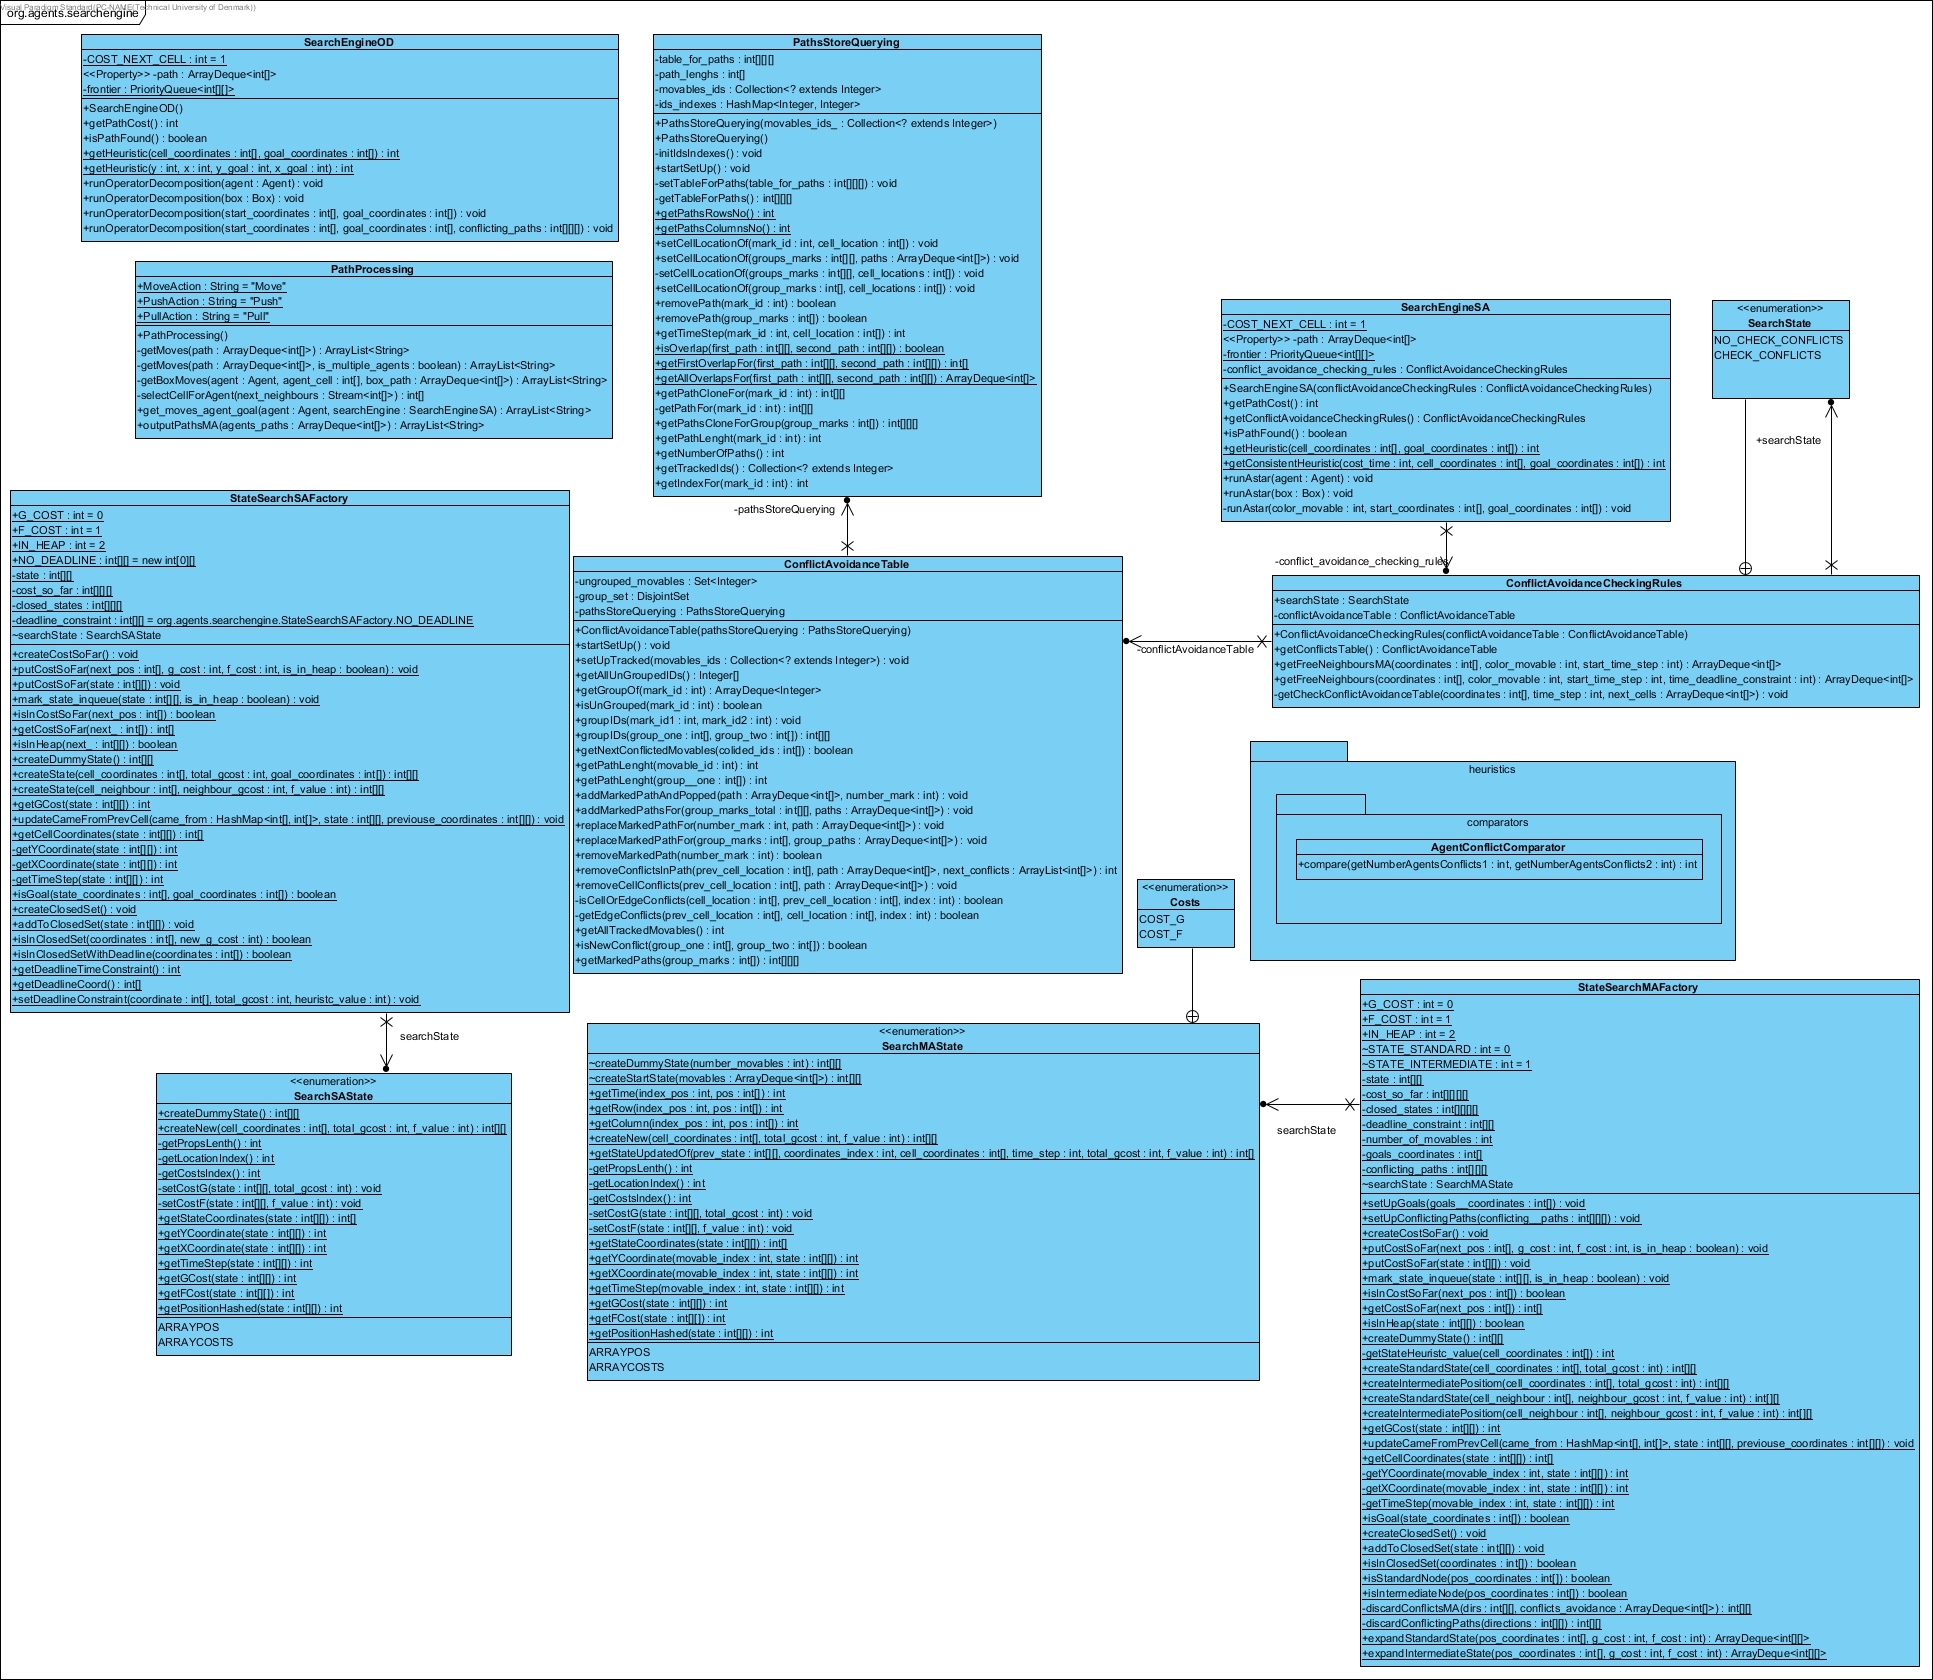 Visual Paradigm Standard(PC-NAME(Technical University of Denmark))
org.agents.searchengine
SearchEngineOD
-COST_NEXT_CELL : int = 1
<<Property>> -path : ArrayDeque<int[]>
-frontier : PriorityQueue<int[][]>
+SearchEngineOD()
+getPathCost() : int
+isPathFound() : boolean
+getHeuristic(cell_coordinates : int[], goal_coordinates : int[]) : int
+getHeuristic(y : int, x : int, y_goal : int, x_goal : int) : int
+runOperatorDecomposition(agent : Agent) : void
+runOperatorDecomposition(box : Box) : void
+runOperatorDecomposition(start_coordinates : int[], goal_coordinates : int[]) : void
+runOperatorDecomposition(start_coordinates : int[], goal_coordinates : int[], conflicting_paths : int[][][]) : void
PathProcessing
+MoveAction : String = "Move"
+PushAction : String = "Push"
+PullAction : String = "Pull"
+PathProcessing()
-getMoves(path : ArrayDeque<int[]>) : ArrayList<String>
-getMoves(path : ArrayDeque<int[]>, is_multiple_agents : boolean) : ArrayList<String>
-getBoxMoves(agent : Agent, agent_cell : int[], box_path : ArrayDeque<int[]>) : ArrayList<String>
-selectCellForAgent(next_neighbours : Stream<int[]>) : int[]
+get_moves_agent_goal(agent : Agent, searchEngine : SearchEngineSA) : ArrayList<String>
+outputPathsMA(agents_paths : ArrayDeque<int[]>) : ArrayList<String>
PathsStoreQuerying
-table_for_paths : int[][][]
-path_lenghs : int[]
-movables_ids : Collection<? extends Integer>
-ids_indexes : HashMap<Integer, Integer>
+PathsStoreQuerying(movables_ids_ : Collection<? extends Integer>)
+PathsStoreQuerying()
-initIdsIndexes() : void
+startSetUp() : void
-setTableForPaths(table_for_paths : int[][][]) : void
-getTableForPaths() : int[][][]
+getPathsRowsNo() : int
+getPathsColumnsNo() : int
+setCellLocationOf(mark_id : int, cell_location : int[]) : void
+setCellLocationOf(groups_marks : int[][], paths : ArrayDeque<int[]>) : void
-setCellLocationOf(groups_marks : int[][], cell_locations : int[]) : void
+setCellLocationOf(group_marks : int[], cell_locations : int[]) : void
+removePath(mark_id : int) : boolean
+removePath(group_marks : int[]) : boolean
+getTimeStep(mark_id : int, cell_location : int[]) : int
+isOverlap(first_path : int[][], second_path : int[][]) : boolean
+getFirstOverlapFor(first_path : int[][], second_path : int[][]) : int[]
+getAllOverlapsFor(first_path : int[][], second_path : int[][]) : ArrayDeque<int[]>
+getPathCloneFor(mark_id : int) : int[][]
-getPathFor(mark_id : int) : int[][]
+getPathsCloneForGroup(group_marks : int[]) : int[][][]
+getPathLenght(mark_id : int) : int
+getNumberOfPaths() : int
+getTrackedIds() : Collection<? extends Integer>
+getIndexFor(mark_id : int) : int
SearchEngineSA
-COST_NEXT_CELL : int = 1
<<Property>> -path : ArrayDeque<int[]>
-frontier : PriorityQueue<int[][]>
-conflict_avoidance_checking_rules : ConflictAvoidanceCheckingRules
+SearchEngineSA(conflictAvoidanceCheckingRules : ConflictAvoidanceCheckingRules)
+getPathCost() : int
+getConflictAvoidanceCheckingRules() : ConflictAvoidanceCheckingRules
+isPathFound() : boolean
+getHeuristic(cell_coordinates : int[], goal_coordinates : int[]) : int
+getConsistentHeuristic(cost_time : int, cell_coordinates : int[], goal_coordinates : int[]) : int
+runAstar(agent : Agent) : void
+runAstar(box : Box) : void
-runAstar(color_movable : int, start_coordinates : int[], goal_coordinates : int[]) : void
<<enumeration>>
SearchState
NO_CHECK_CONFLICTS
CHECK_CONFLICTS
+searchState
-pathsStoreQuerying
-conflict_avoidance_checking_rules
StateSearchSAFactory
+G_COST : int = 0
+F_COST : int = 1
+IN_HEAP : int = 2
+NO_DEADLINE : int[][] = new int[0][]
-state : int[][]
-cost_so_far : int[][][]
-closed_states : int[][][]
-deadline_constraint : int[][] = org.agents.searchengine.StateSearchSAFactory.NO_DEADLINE
~searchState : SearchSAState
+createCostSoFar() : void
+putCostSoFar(next_pos : int[], g_cost : int, f_cost : int, is_in_heap : boolean) : void
+putCostSoFar(state : int[][]) : void
+mark_state_inqueue(state : int[][], is_in_heap : boolean) : void
+isInCostSoFar(next_pos : int[]) : boolean
+getCostSoFar(next_ : int[]) : int[]
+isInHeap(next_ : int[][]) : boolean
+createDummyState() : int[][]
+createState(cell_coordinates : int[], total_gcost : int, goal_coordinates : int[]) : int[][]
+createState(cell_neighbour : int[], neighbour_gcost : int, f_value : int) : int[][]
+getGCost(state : int[][]) : int
+updateCameFromPrevCell(came_from : HashMap<int[], int[]>, state : int[][], previouse_coordinates : int[][]) : void
+getCellCoordinates(state : int[][]) : int[]
-getYCoordinate(state : int[][]) : int
-getXCoordinate(state : int[][]) : int
-getTimeStep(state : int[][]) : int
+isGoal(state_coordinates : int[], goal_coordinates : int[]) : boolean
+createClosedSet() : void
+addToClosedSet(state : int[][]) : void
+isInClosedSet(coordinates : int[], new_g_cost : int) : boolean
+isInClosedSetWithDeadline(coordinates : int[]) : boolean
+getDeadlineTimeConstraint() : int
+getDeadlineCoord() : int[]
+setDeadlineConstraint(coordinate : int[], total_gcost : int, heuristc_value : int) : void
ConflictAvoidanceTable
-ungrouped_movables : Set<Integer>
-group_set : DisjointSet
-pathsStoreQuerying : PathsStoreQuerying
+ConflictAvoidanceTable(pathsStoreQuerying : PathsStoreQuerying)
+startSetUp() : void
+setUpTracked(movables_ids : Collection<? extends Integer>) : void
+getAllUnGroupedIDs() : Integer[]
+getGroupOf(mark_id : int) : ArrayDeque<Integer>
+isUnGrouped(mark_id : int) : boolean
+groupIDs(mark_id1 : int, mark_id2 : int) : void
+groupIDs(group_one : int[], group_two : int[]) : int[][]
+getNextConflictedMovables(colided_ids : int[]) : boolean
+getPathLenght(movable_id : int) : int
+getPathLenght(group__one : int[]) : int
+addMarkedPathAndPopped(path : ArrayDeque<int[]>, number_mark : int) : void
+addMarkedPathsFor(group_marks_total : int[][], paths : ArrayDeque<int[]>) : void
+replaceMarkedPathFor(number_mark : int, path : ArrayDeque<int[]>) : void
+replaceMarkedPathFor(group_marks : int[], group_paths : ArrayDeque<int[]>) : void
+removeMarkedPath(number_mark : int) : boolean
+removeConflictsInPath(prev_cell_location : int[], path : ArrayDeque<int[]>, next_conflicts : ArrayList<int[]>) : int
+removeCellConflicts(prev_cell_location : int[], path : ArrayDeque<int[]>) : void
-isCellOrEdgeConflicts(cell_location : int[], prev_cell_location : int[], index : int) : boolean
-getEdgeConflicts(prev_cell_location : int[], cell_location : int[], index : int) : boolean
+getAllTrackedMovables() : int
+isNewConflict(group_one : int[], group_two : int[]) : boolean
+getMarkedPaths(group_marks : int[]) : int[][][]
-conflictAvoidanceTable
ConflictAvoidanceCheckingRules
+searchState : SearchState
-conflictAvoidanceTable : ConflictAvoidanceTable
+ConflictAvoidanceCheckingRules(conflictAvoidanceTable : ConflictAvoidanceTable)
+getConflictsTable() : ConflictAvoidanceTable
+getFreeNeighboursMA(coordinates : int[], color_movable : int, start_time_step : int) : ArrayDeque<int[]>
+getFreeNeighbours(coordinates : int[], color_movable : int, start_time_step : int, time_deadline_constraint : int) : ArrayDeque<int[]>
-getCheckConflictAvoidanceTable(coordinates : int[], time_step : int, next_cells : ArrayDeque<int[]>) : void
heuristics
comparators
AgentConflictComparator
+compare(getNumberAgentsConflicts1 : int, getNumberAgentsConflicts2 : int) : int
<<enumeration>>
Costs
COST_G
COST_F
searchState
<<enumeration>>
SearchSAState
+createDummyState() : int[][]
+createNew(cell_coordinates : int[], total_gcost : int, f_value : int) : int[][]
-getPropsLenth() : int
-getLocationIndex() : int
-getCostsIndex() : int
-setCostG(state : int[][], total_gcost : int) : void
-setCostF(state : int[][], f_value : int) : void
+getStateCoordinates(state : int[][]) : int[]
+getYCoordinate(state : int[][]) : int
+getXCoordinate(state : int[][]) : int
+getTimeStep(state : int[][]) : int
+getGCost(state : int[][]) : int
+getFCost(state : int[][]) : int
+getPositionHashed(state : int[][]) : int
ARRAYPOS
ARRAYCOSTS
<<enumeration>>
SearchMAState
~createDummyState(number_movables : int) : int[][]
~createStartState(movables : ArrayDeque<int[]>) : int[][]
+getTime(index_pos : int, pos : int[]) : int
+getRow(index_pos : int, pos : int[]) : int
+getColumn(index_pos : int, pos : int[]) : int
+createNew(cell_coordinates : int[], total_gcost : int, f_value : int) : int[][]
+getStateUpdatedOf(prev_state : int[][], coordinates_index : int, cell_coordinates : int[], time_step : int, total_gcost : int, f_value : int) : int[]
-getPropsLenth() : int
-getLocationIndex() : int
-getCostsIndex() : int
-setCostG(state : int[][], total_gcost : int) : void
-setCostF(state : int[][], f_value : int) : void
+getStateCoordinates(state : int[][]) : int[]
+getYCoordinate(movable_index : int, state : int[][]) : int
+getXCoordinate(movable_index : int, state : int[][]) : int
+getTimeStep(movable_index : int, state : int[][]) : int
+getGCost(state : int[][]) : int
+getFCost(state : int[][]) : int
+getPositionHashed(state : int[][]) : int
ARRAYPOS
ARRAYCOSTS
searchState
StateSearchMAFactory
+G_COST : int = 0
+F_COST : int = 1
+IN_HEAP : int = 2
~STATE_STANDARD : int = 0
~STATE_INTERMEDIATE : int = 1
-state : int[][]
-cost_so_far : int[][][][]
-closed_states : int[][][][]
-deadline_constraint : int[][]
-number_of_movables : int
-goals_coordinates : int[]
-conflicting_paths : int[][][]
~searchState : SearchMAState
+setUpGoals(goals__coordinates : int[]) : void
+setUpConflictingPaths(conflicting__paths : int[][][]) : void
+createCostSoFar() : void
+putCostSoFar(next_pos : int[], g_cost : int, f_cost : int, is_in_heap : boolean) : void
+putCostSoFar(state : int[][]) : void
+mark_state_inqueue(state : int[][], is_in_heap : boolean) : void
+isInCostSoFar(next_pos : int[]) : boolean
+getCostSoFar(next_pos : int[]) : int[]
+isInHeap(state : int[][]) : boolean
+createDummyState() : int[][]
-getStateHeuristc_value(cell_coordinates : int[]) : int
+createStandardState(cell_coordinates : int[], total_gcost : int) : int[][]
+createIntermediatePositiom(cell_coordinates : int[], total_gcost : int) : int[][]
+createStandardState(cell_neighbour : int[], neighbour_gcost : int, f_value : int) : int[][]
+createIntermediatePositiom(cell_neighbour : int[], neighbour_gcost : int, f_value : int) : int[][]
+getGCost(state : int[][]) : int
+updateCameFromPrevCell(came_from : HashMap<int[], int[]>, state : int[][], previouse_coordinates : int[][]) : void
+getCellCoordinates(state : int[][]) : int[]
-getYCoordinate(movable_index : int, state : int[][]) : int
-getXCoordinate(movable_index : int, state : int[][]) : int
-getTimeStep(movable_index : int, state : int[][]) : int
+isGoal(state_coordinates : int[]) : boolean
+createClosedSet() : void
+addToClosedSet(state : int[][]) : void
+isInClosedSet(coordinates : int[]) : boolean
+isStandardNode(pos_coordinates : int[]) : boolean
+isIntermediateNode(pos_coordinates : int[]) : boolean
-discardConflictsMA(dirs : int[][], conflicts_avoidance : ArrayDeque<int[]>) : int[][]
-discardConflictingPaths(directions : int[][]) : int[][]
+expandStandardState(pos_coordinates : int[], g_cost : int, f_cost : int) : ArrayDeque<int[][]>
+expandIntermediateState(pos_coordinates : int[], g_cost : int, f_cost : int) : ArrayDeque<int[][]>